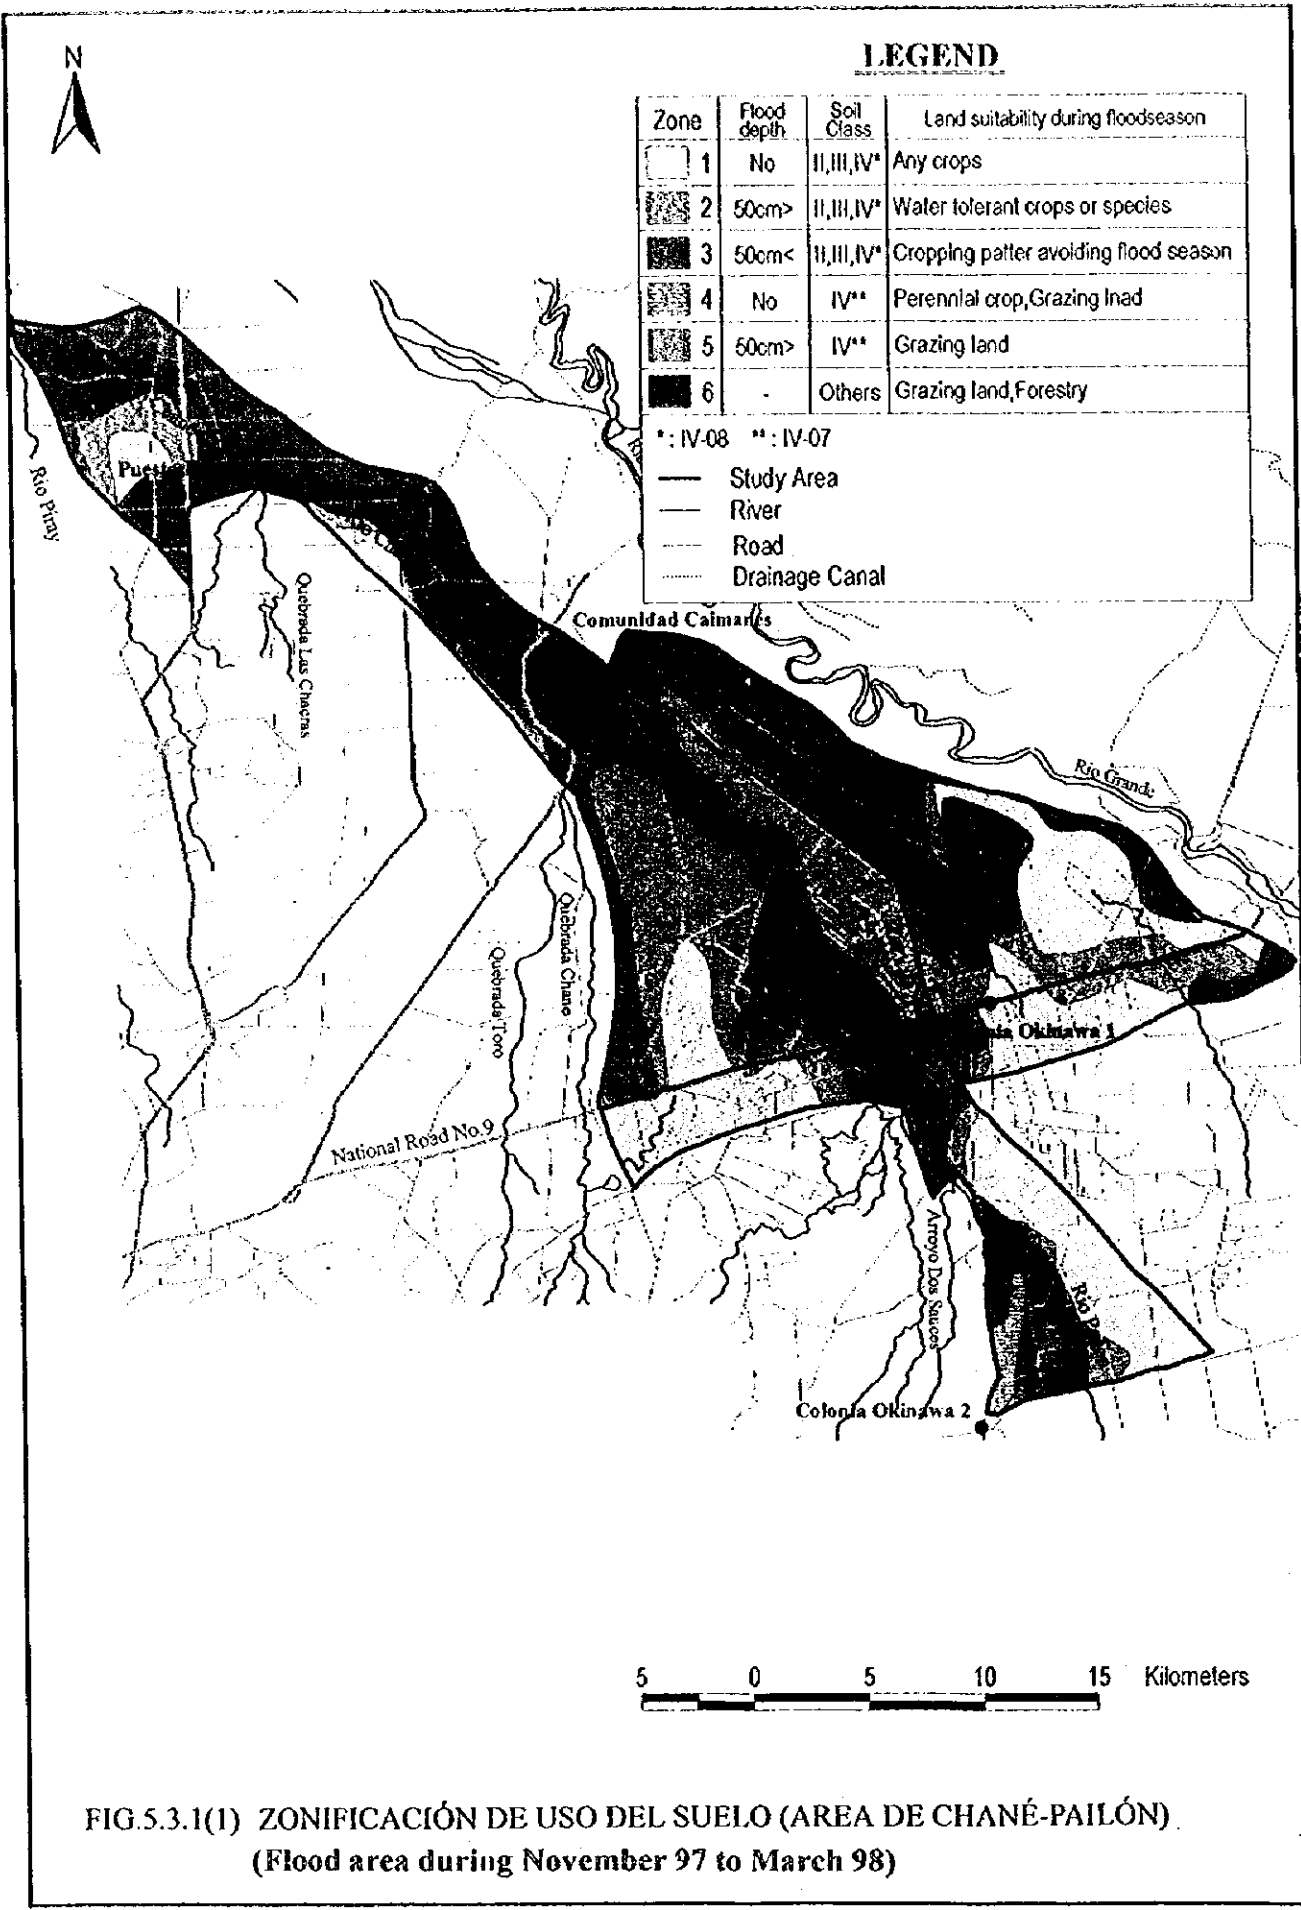 N
LEGEND
Zone Flood depth Soil Class Land suitability during floodseason
1 No II,III,IV* Any crops
2 50cm> II,III,IV* Water tolerant crops or species
3 50cm< II,III,IV* Cropping patter avoiding flood season
4 No IV** Perennial crop,Grazing lnad
5 50cm> IV** Grazing land
6 - Others Grazing land,Forestry
*: IV-08 **: IV-07
Study Area
River
Road
Drainage Canal
Rio Piray
Quebrada Las Chacras
Comunidad Caimanes
Rio Grande
Quebrada Chane
Quebrada Toro
Okinawa 1
National Road No.9
Arroyo Dos Sauces
Colonia Okinawa 2
5 0 5 10 15 Kilometers
FIG.5.3.1(1) ZONIFICACIÓN DE USO DEL SUELO (AREA DE CHANÉ-PAILÓN)
(Flood area during November 97 to March 98)